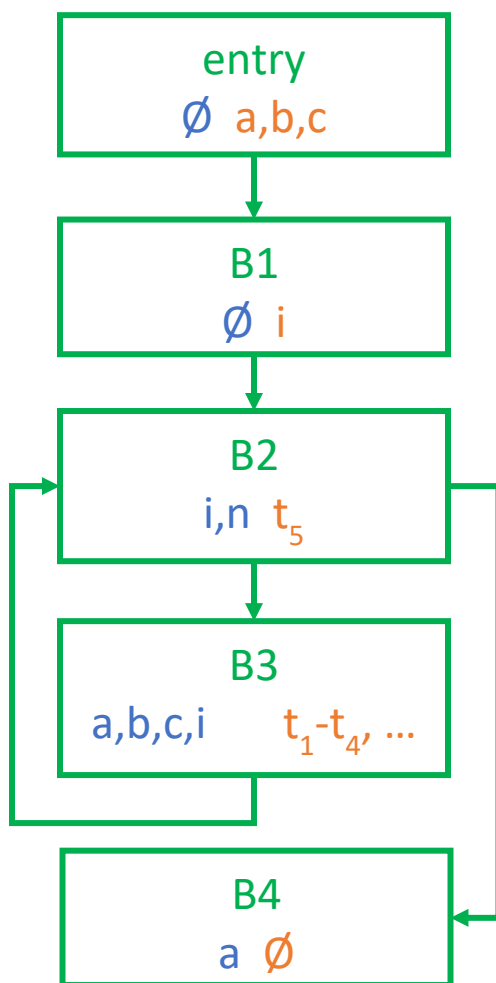 entry
Ø a,b,c
B1
Ø i
B2
i,n t₅
B3
a,b,c,i t₁-t₄, ...
B4
a Ø